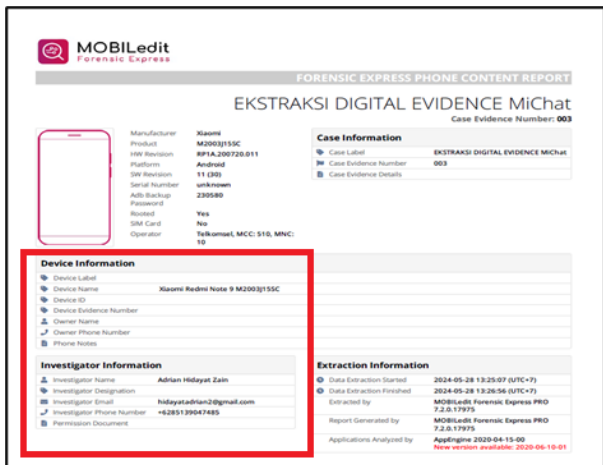 MOBILedit
Forensic Express
FORENSIC EXPRESS PHONE CONTENT REPORT
EKSTRAKSI DIGITAL EVIDENCE MiChat
Case Evidence Number: 003
Manufacturer Xiaomi
Product M2003J15SC
HW Revision RP1A.200720.011
Platform Android
SW Revision 11 (30)
Serial Number unknown
Adb Backup Password 230580
Rooted Yes
SIM Card No
Operator Telkomsel, MCC: 510, MNC: 10
Case Information
Case Label EKSTRAKSI DIGITAL EVIDENCE MiChat
Case Evidence Number 003
Case Evidence Details
Device Information
Device Label
Device Name Xiaomi Redmi Note 9 M2003J15SC
Device ID
Device Evidence Number
Owner Name
Owner Phone Number
Phone Notes
Investigator Information
Investigator Name Adrian Hidayat Zain
Investigator Designation
Investigator Email hidayatadrian2@gmail.com
Investigator Phone Number +6285139047485
Permission Document
Extraction Information
Data Extraction Started 2024-05-28 13:25:07 (UTC+7)
Data Extraction Finished 2024-05-28 13:26:56 (UTC+7)
Extracted by MOBILedit Forensic Express PRO 7.2.0.17975
Report Generated by MOBILedit Forensic Express PRO 7.2.0.17975
Applications Analyzed by AppEngine 2020-04-15-00
New version available: 2020-06-10-01